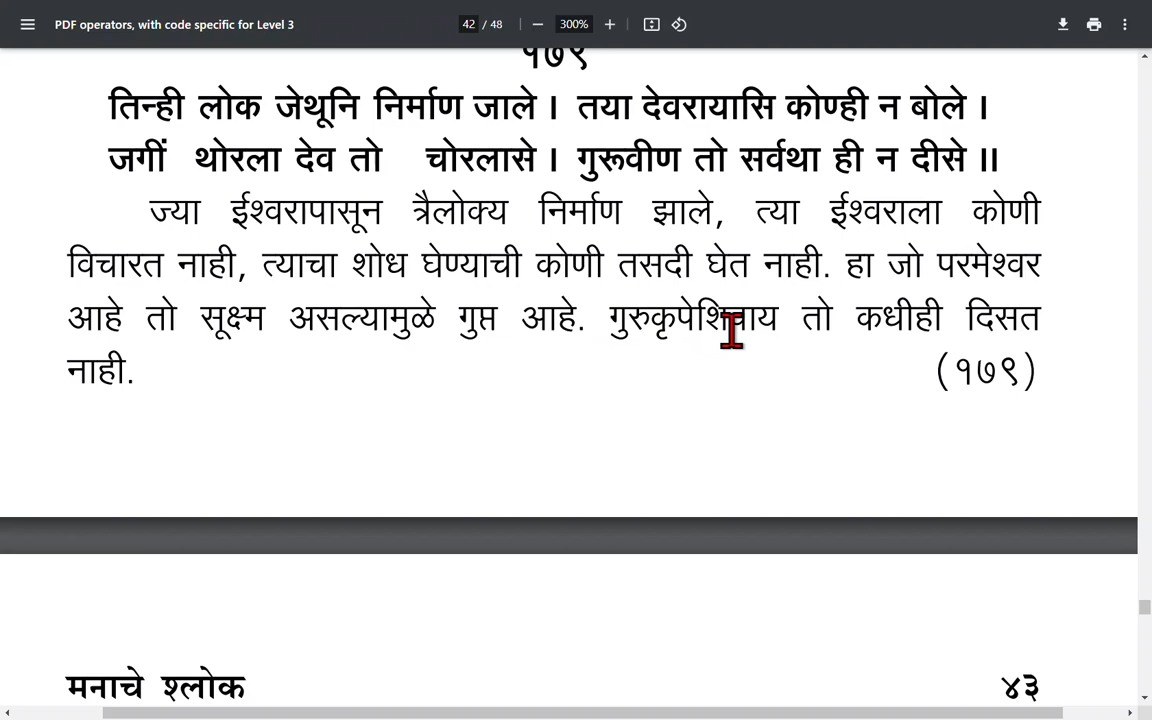 PDF operators, with code specific for Level 3
42 / 48
300%
१७९
तिन्ही लोक जेथूनि निर्माण जाले । तया देवरायासि कोण्ही न बोले ।
जगीं थोरला देव तो चोरलासे । गुरूवीण तो सर्वथा ही न दीसे ॥
ज्या ईश्वरापासून त्रैलोक्य निर्माण झाले, त्या ईश्वराला कोणी
विचारत नाही, त्याचा शोध घेण्याची कोणी तसदी घेत नाही. हा जो परमेश्वर
आहे तो सूक्ष्म असल्यामुळे गुप्त आहे. गुरुकृपेशिवाय तो कधीही दिसत
नाही. (१७९)
मनाचे श्लोक ४३